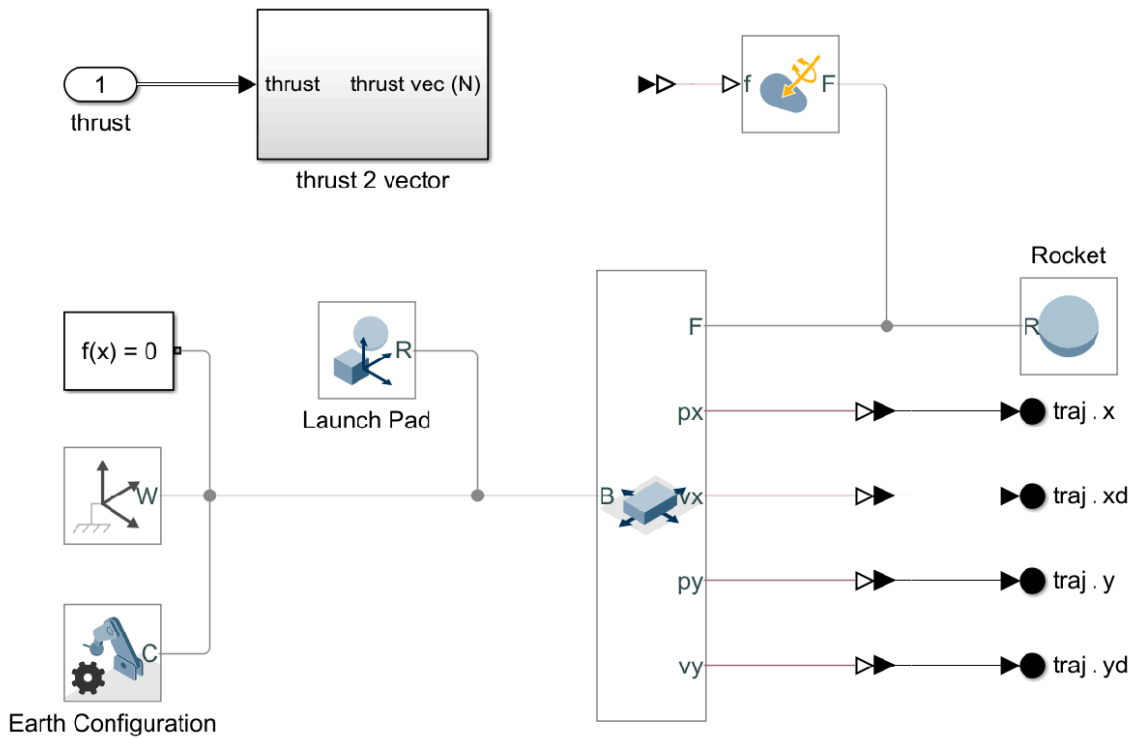 1
thrust
thrust thrust vec (N)
thrust 2 vector
f F
Rocket
R
f(x) = 0
R
Launch Pad
W
C
Earth Configuration
B
F
px
vx
py
vy
traj . x
traj . xd
traj . y
traj . yd